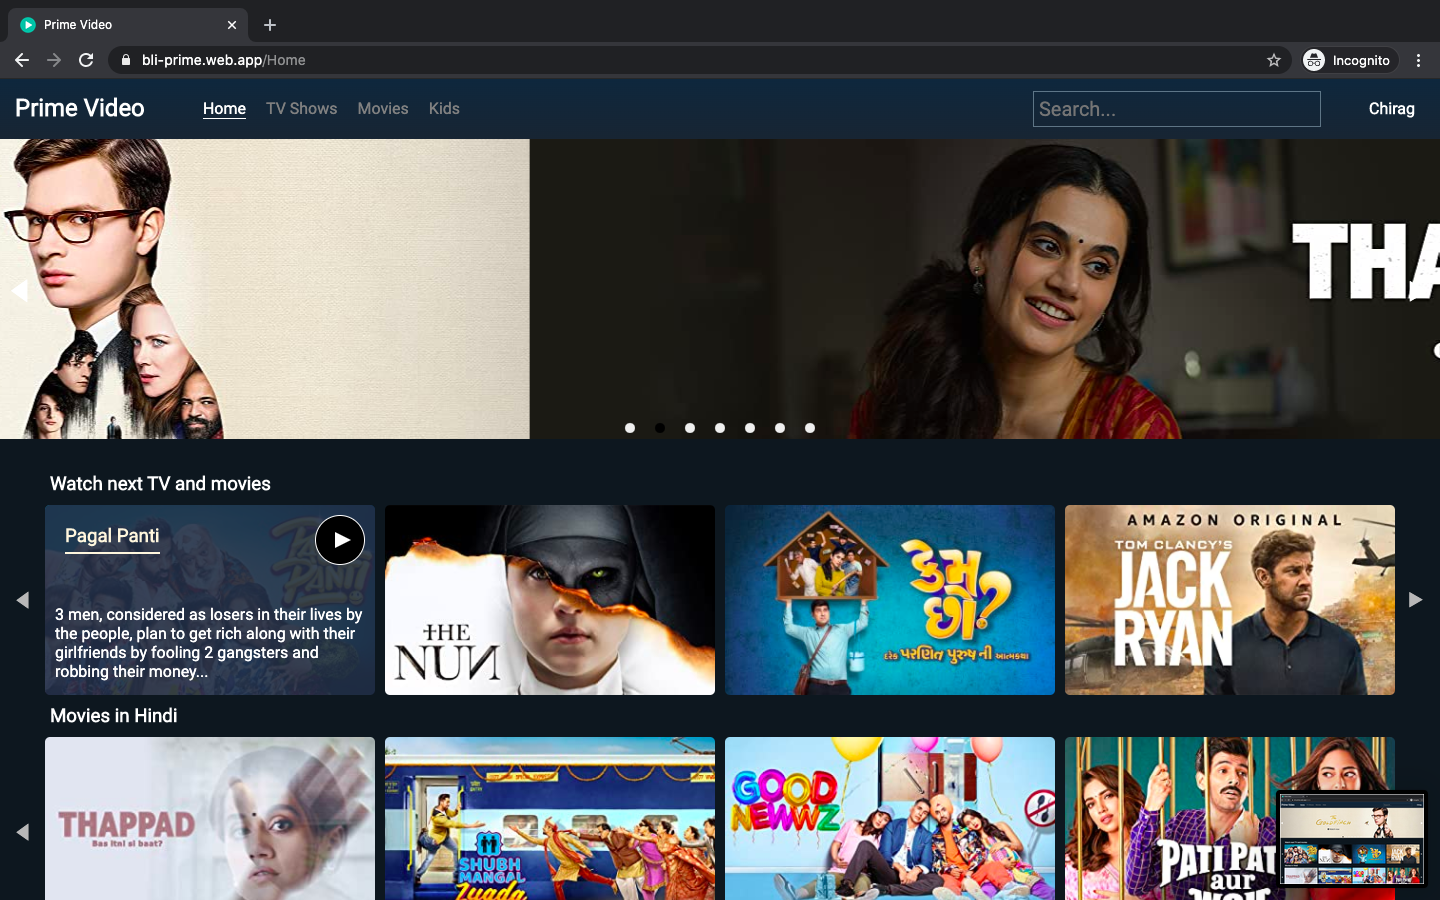 Prime Video
bli-prime.web.app/Home
Incognito
Prime Video
Home
TV Shows
Movies
Kids
Search...
Chirag
THA
Watch next TV and movies
Pagal Panti
3 men, considered as losers in their lives by
the people, plan to get rich along with their
girlfriends by fooling 2 gangsters and
robbing their money...
THE
NUN
કેમ
છો?
દરેક પરણિત પુરુષ ની આત્મકથા
AMAZON ORIGINAL
TOM CLANCY'S
JACK
RYAN
Movies in Hindi
THAPPAD
Bas itni si baat?
SHUBH
MANGAL
Zyada
GOOD
NEWWZ
PATI PAT
aur
WOH